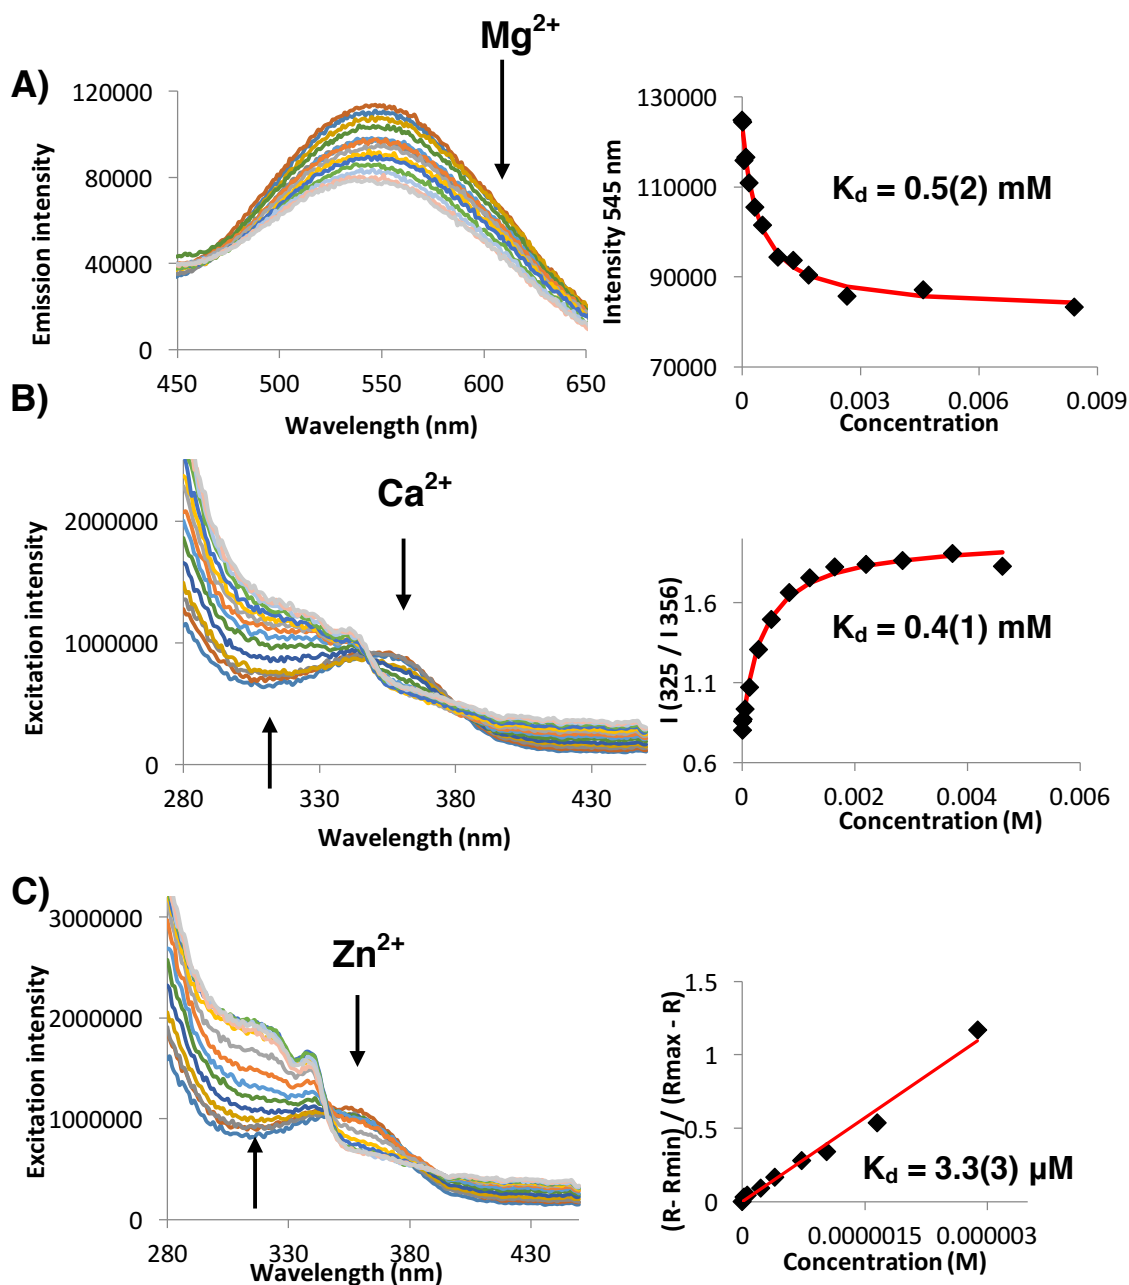 A)
Mg2+
Emission intensity
120000
80000
40000
0
450
500
550
600
650
Wavelength (nm)
Intensity 545 nm
130000
110000
90000
70000
Kd = 0.5(2) mM
0
0.003
0.006
0.009
Concentration
B)
Ca2+
Excitation intensity
2000000
1000000
0
280
330
380
430
Wavelength (nm)
I (325 / I 356)
1.6
1.1
0.6
Kd = 0.4(1) mM
0
0.002
0.004
0.006
Concentration (M)
C)
Zn2+
Excitation intensity
3000000
2000000
1000000
0
280
330
380
430
Wavelength (nm)
(R- Rmin) / (Rmax - R)
1.5
1
0.5
0
Kd = 3.3(3) µM
0
0.0000015
0.000003
Concentration (M)